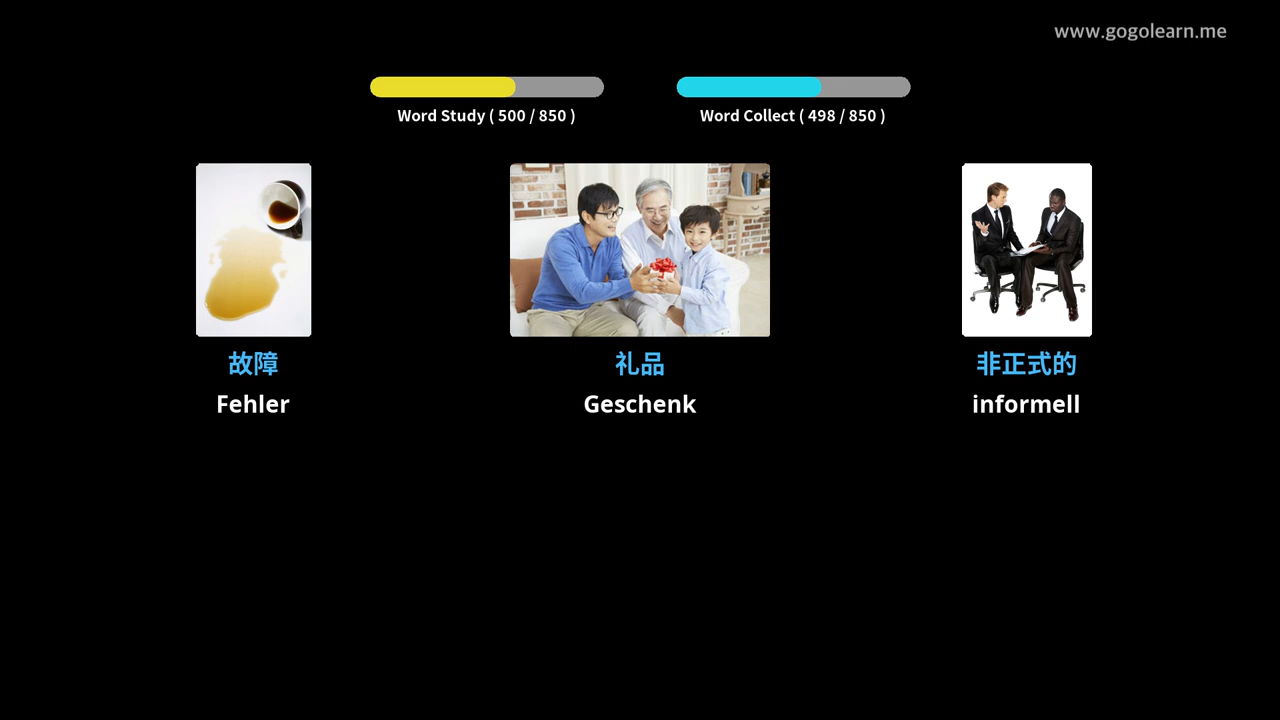 www.gogolearn.me
Word Study ( 500 / 850 )
Word Collect ( 498 / 850 )
故障
礼品
非正式的
Fehler
Geschenk
informell